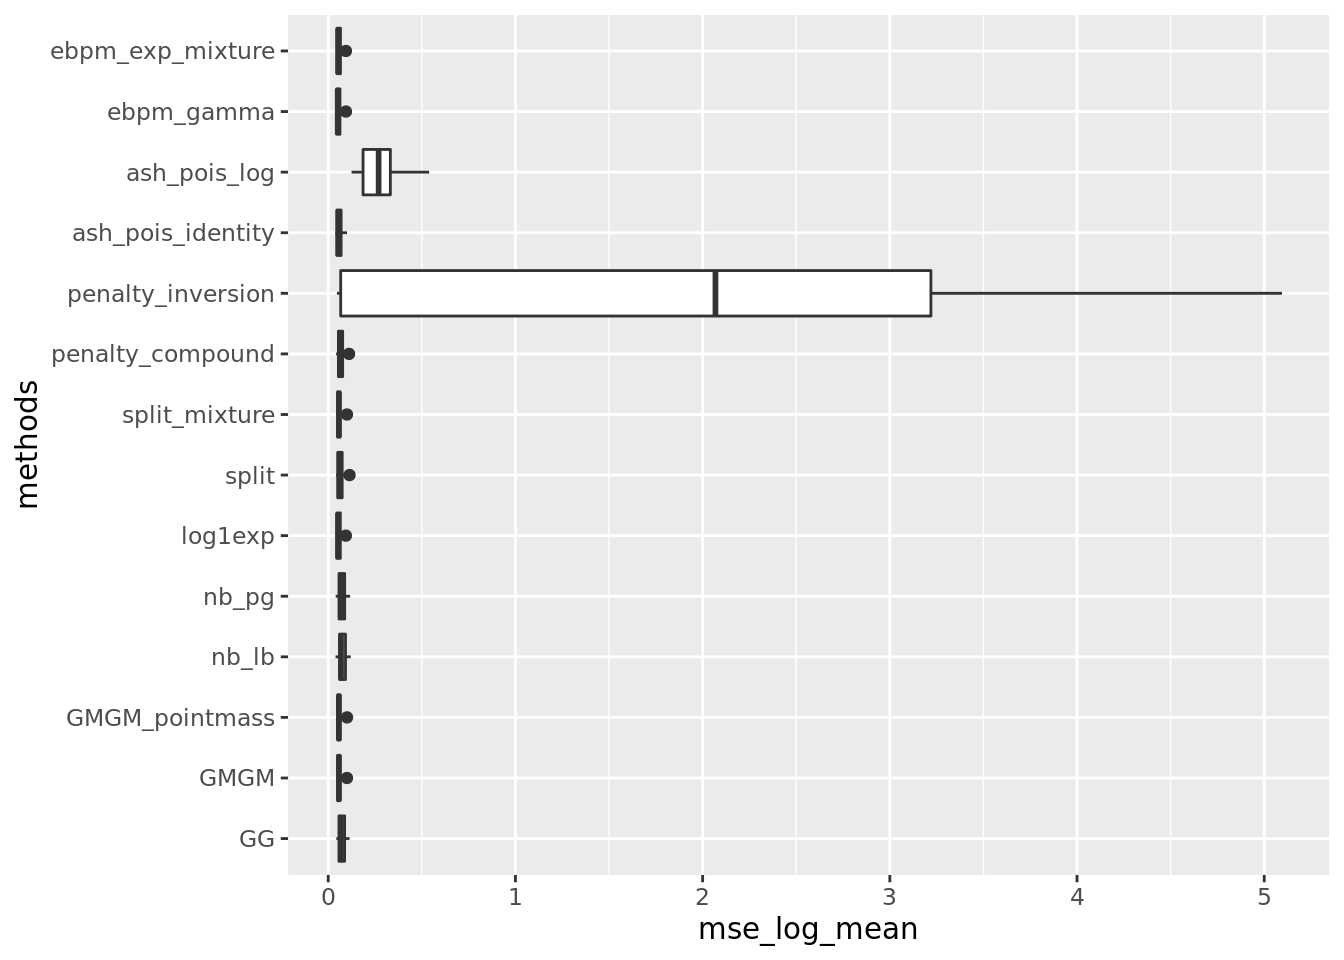 ebpm_exp_mixture
ebpm_gamma
ash_pois_log
ash_pois_identity
penalty_inversion
penalty_compound
split_mixture
split
log1exp
nb_pg
nb_lb
GMGM_pointmass
GMGM
GG
methods
0 1 2 3 4 5
mse_log_mean